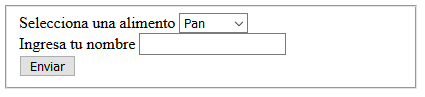 Selecciona una alimento Pan
Ingresa tu nombre
Enviar